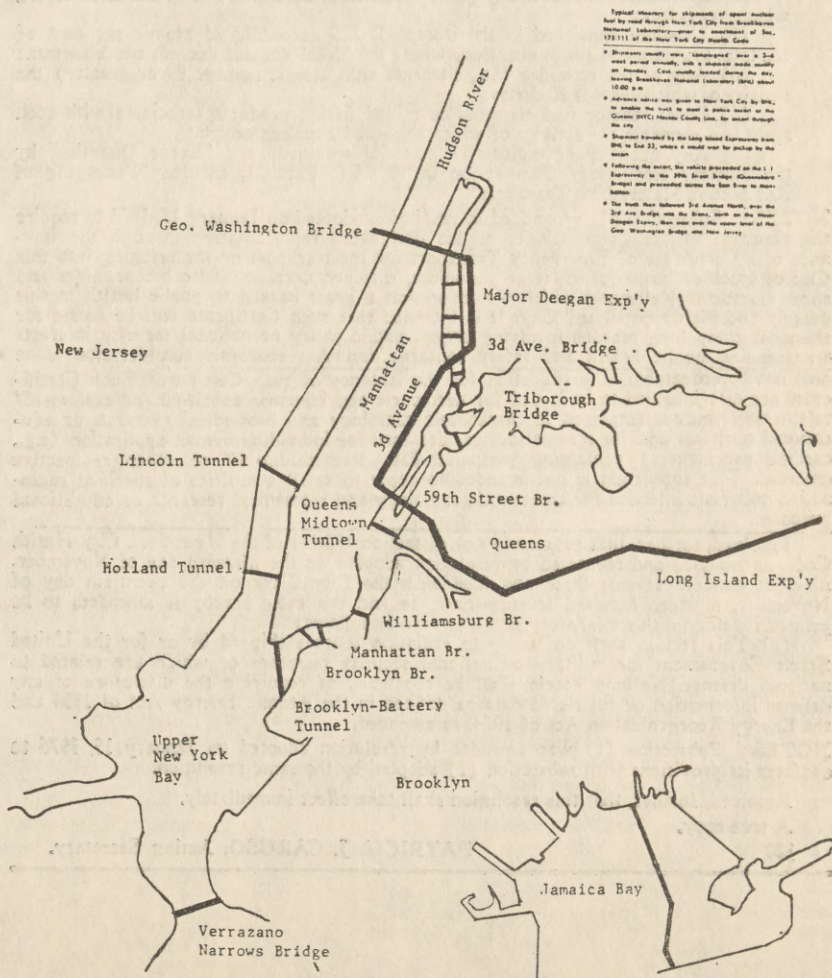 Typical itinerary for shipments of spent nuclear
fuel by road through New York City from Brookhaven
National Laboratory—prior to enactment of Sec.
175.111 of the New York City Health Code
• Shipments usually were "campaigned" over a
week period annually, with a shipment made usually
on Monday. Cask usually loaded during the day,
leaving Brookhaven National Laboratory (BNL) about
10:00 p.m.
• Advance notice was given to New York City by BNL,
to enable the truck to meet a police escort at the
Queens (NYC) Nassau County Line, for escort through
the city
• Shipment traveled by the Long Island Expressway from
BNL to Exit 32, where it would wait for pickup by the
escort
• Following the escort, the vehicle proceeded on the L I
Expressway to the 59th Street Bridge (Queensboro
Bridge) and proceeded across the East River to Man-
hattan
• The truck then followed 3rd Avenue North, over the
3rd Ave Bridge into the Bronx, north on the Major
Deegan Expwy, then west over the upper level of the
Geo Washington Bridge into New Jersey
Hudson River
Geo. Washington Bridge
Major Deegan Exp'y
New Jersey
3d Ave. Bridge
Manhattan
3d Avenue
Triborough
Bridge
Lincoln Tunnel
59th Street Br.
Queens
Midtown
Tunnel
Queens
Holland Tunnel
Long Island Exp'y
Williamsburg Br.
Manhattan Br.
Brooklyn Br.
Brooklyn-Battery
Tunnel
Upper
New York
Bay
Brooklyn
Jamaica Bay
Verrazano
Narrows Bridge